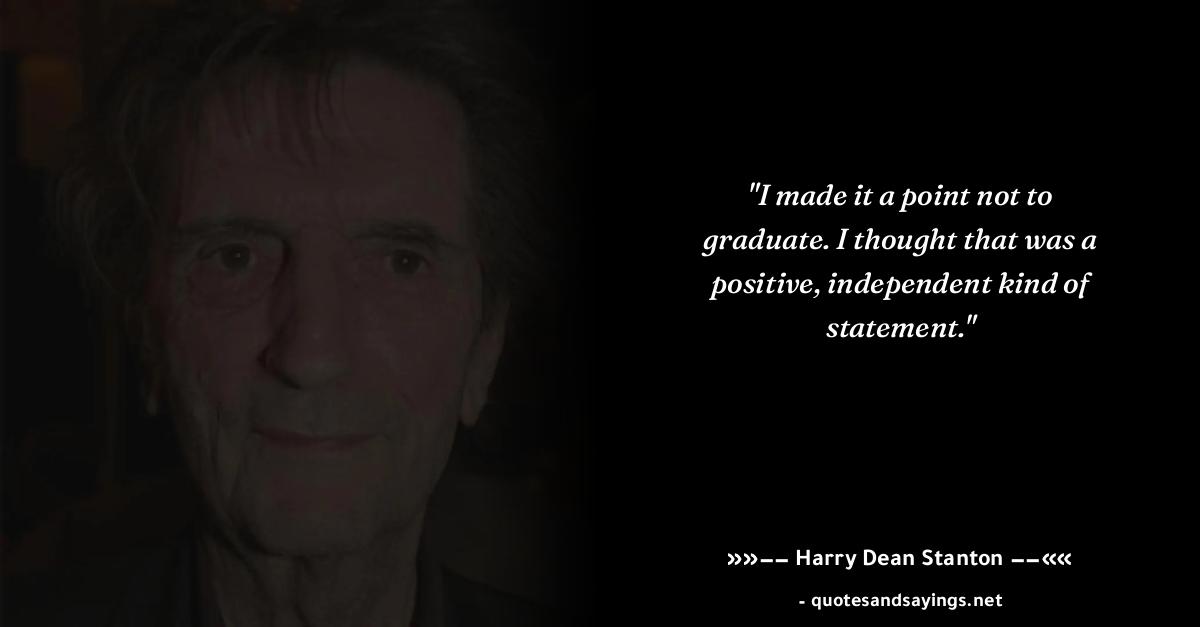 "I made it a point not to
graduate. I thought that was a
positive, independent kind of
statement."
»»−− Harry Dean Stanton −−««
- quotesandsayings.net